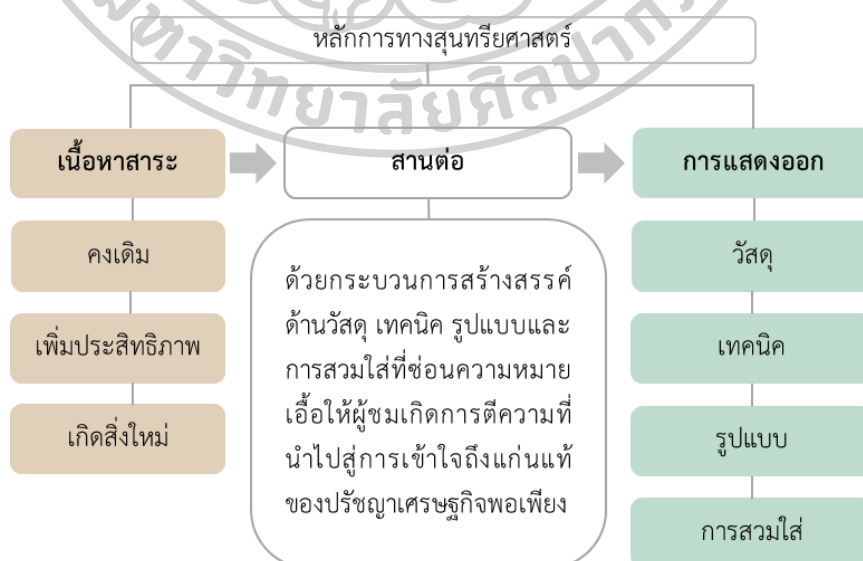 หลักการทางสุนทรียศาสตร์
เนื้อหาสาระ
สานต่อ
การแสดงออก
คงเดิม
เพิ่มประสิทธิภาพ
เกิดสิ่งใหม่
ด้วยกระบวนการสร้างสรรค์
ด้านวัสดุ เทคนิค รูปแบบและ
การสวมใส่ที่ซ่อนความหมาย
เอื้อให้ผู้ชมเกิดการตีความที่
นำไปสู่การเข้าใจถึงแก่นแท้
ของปรัชญาเศรษฐกิจพอเพียง
วัสดุ
เทคนิค
รูปแบบ
การสวมใส่